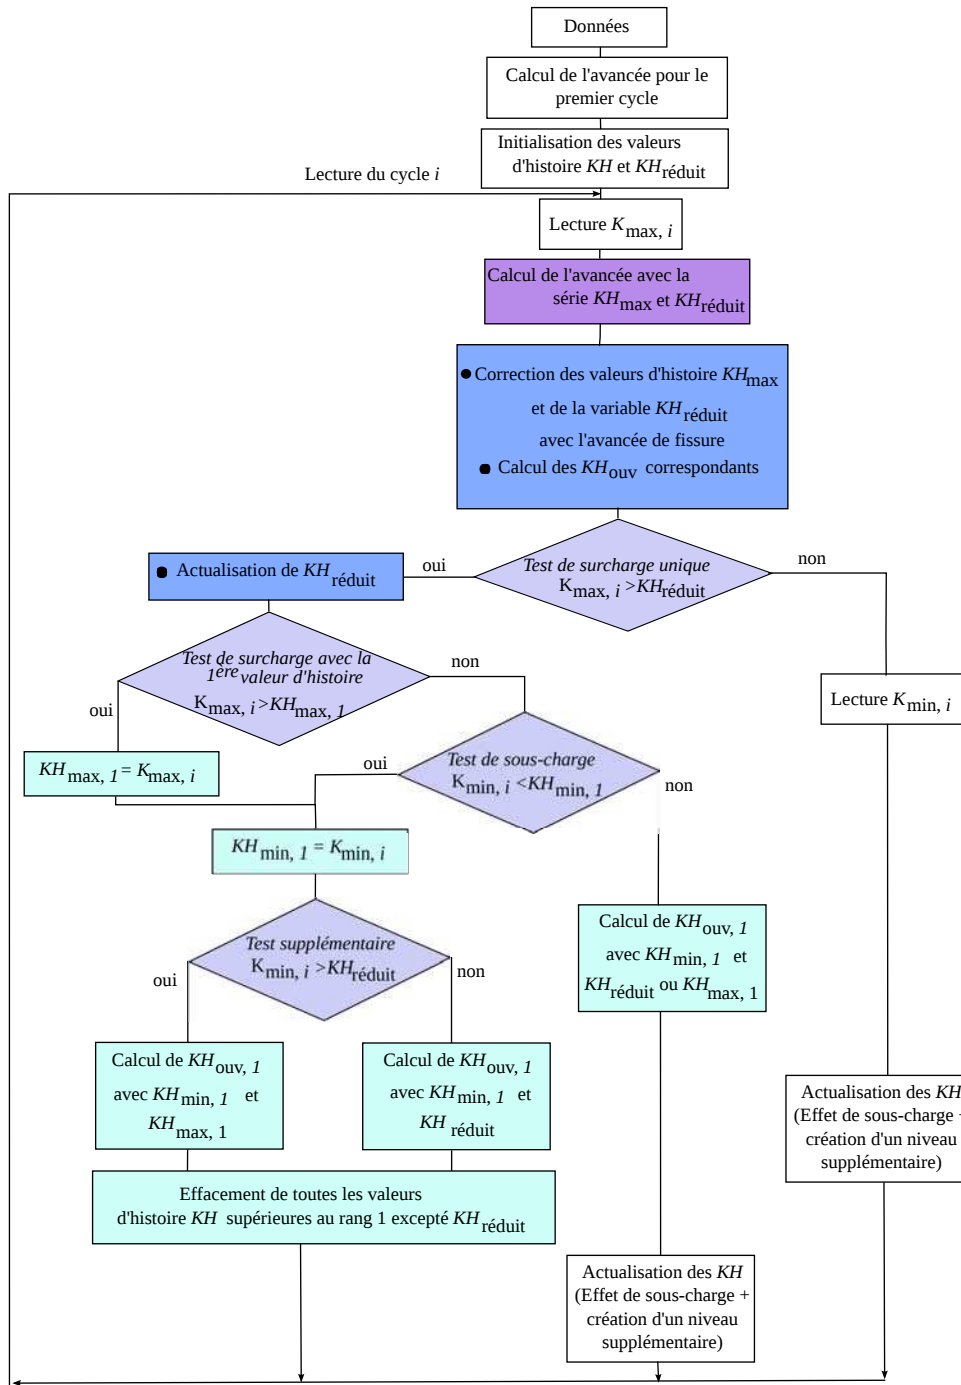 Données
Calcul de l'avancée pour le
premier cycle
Initialisation des valeurs
d'histoire KH et KHréduit
Lecture du cycle i
Lecture Kmax, i
Calcul de l'avancée avec la
série KHmax et KHréduit
● Correction des valeurs d'histoire KHmax
et de la variable KHréduit
avec l'avancée de fissure
● Calcul des KHouv correspondants
Test de surcharge unique
Kmax, i >KHréduit
oui
non
● Actualisation de KHréduit
Test de surcharge avec la
1ère valeur d'histoire
Kmax, i >KHmax, 1
oui
non
Lecture Kmin, i
KHmax, 1 = Kmax, i
Test de sous-charge
Kmin, i <KHmin, 1
oui
non
KHmin, 1 = Kmin, i
Test supplémentaire
Kmin, i >KHréduit
oui
non
Calcul de KHouv, 1
avec KHmin, 1 et
KHréduit ou KHmax, 1
Calcul de KHouv, 1
avec KHmin, 1 et
KHmax, 1
Calcul de KHouv, 1
avec KHmin, 1 et
KH réduit
Actualisation des KH
(Effet de sous-charge +
création d'un niveau
supplémentaire)
Effacement de toutes les valeurs
d'histoire KH supérieures au rang 1 excepté KHréduit
Actualisation des KH
(Effet de sous-charge +
création d'un niveau
supplémentaire)